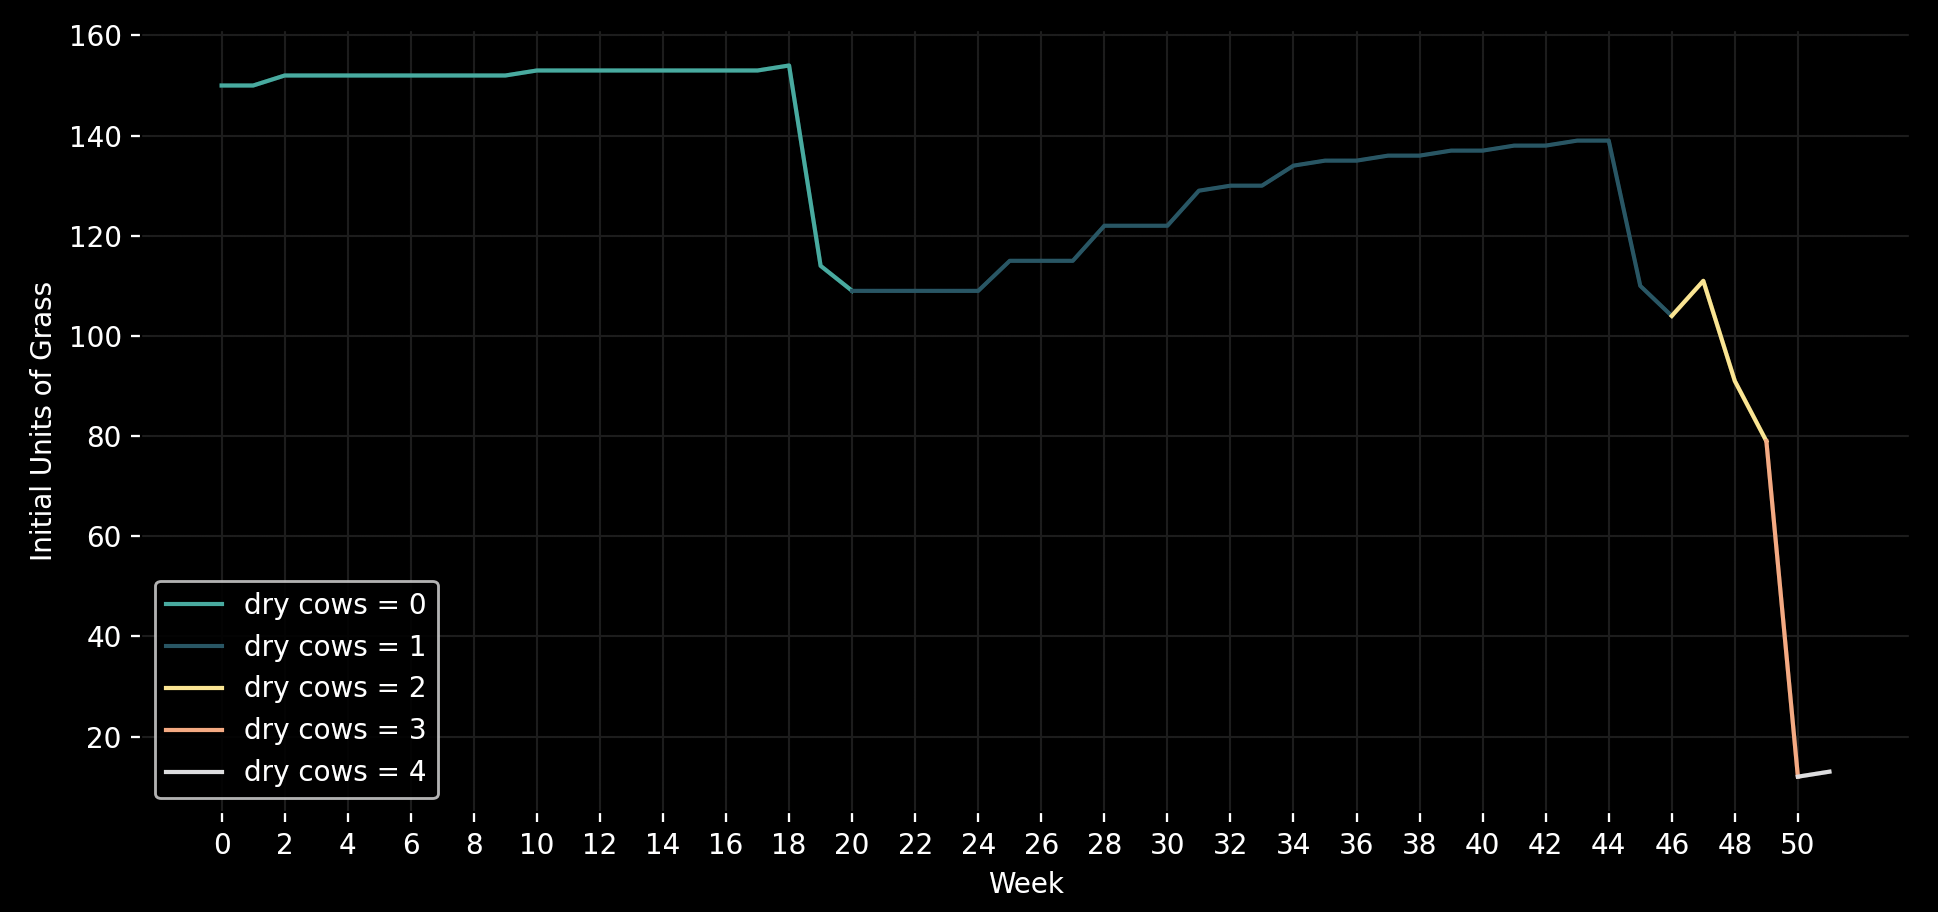 160
140
120
100
80
60
40
20
Initial Units of Grass
dry cows = 0
dry cows = 1
dry cows = 2
dry cows = 3
dry cows = 4
0 2 4 6 8 10 12 14 16 18 20 22 24 26 28 30 32 34 36 38 40 42 44 46 48 50
Week